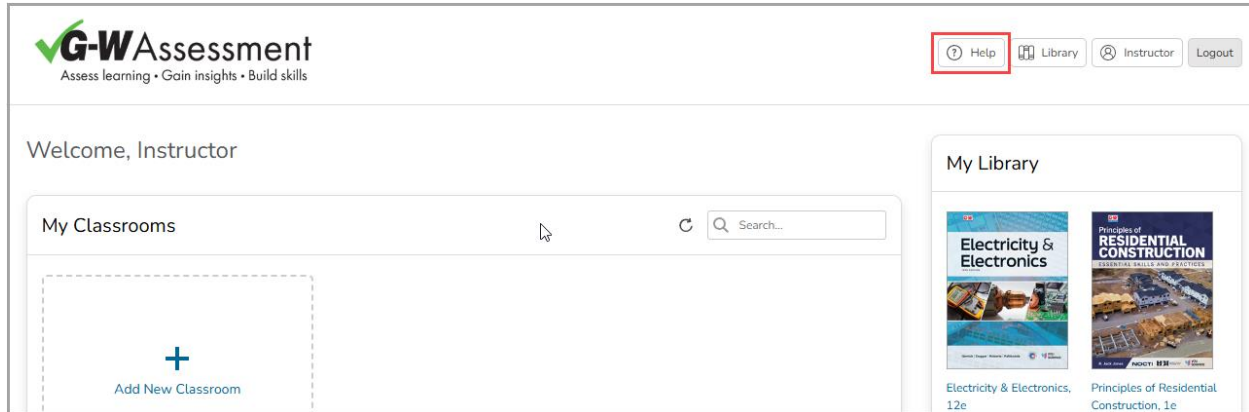 G-W Assessment
Assess learning • Gain insights • Build skills
Help
Library
Instructor
Logout
Welcome, Instructor
My Library
My Classrooms
Search...
Electricity &
Electronics
Principles of
RESIDENTIAL
CONSTRUCTION
ESSENTIAL SKILLS AND PRACTICES
NOCTI
Add New Classroom
Electricity & Electronics,
12e
Principles of Residential
Construction, 1e